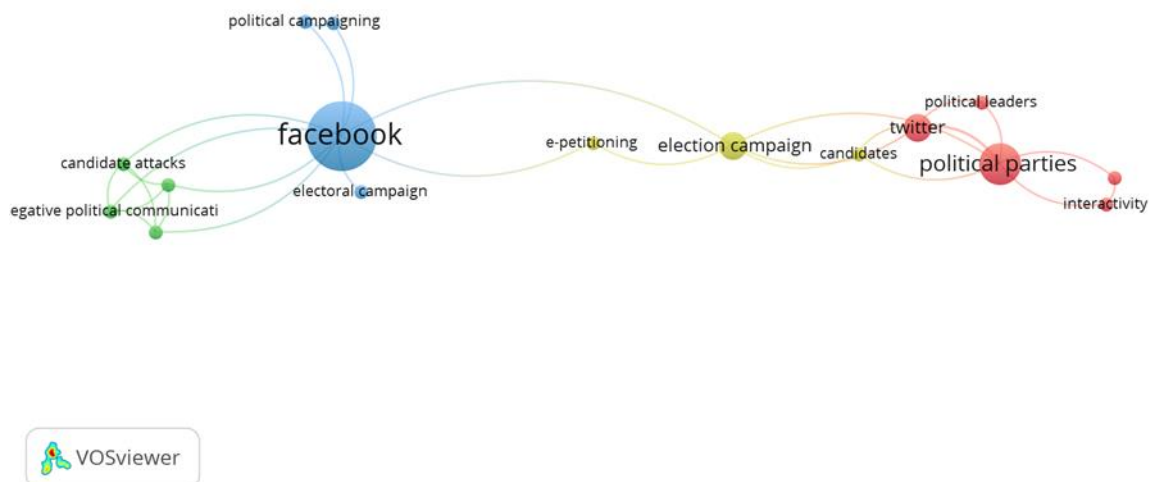 political campaigning
facebook
candidate attacks
electoral campaign
egative political communicati
e-petitioning
election campaign
candidates
twitter
political leaders
political parties
interactivity
VOSviewer